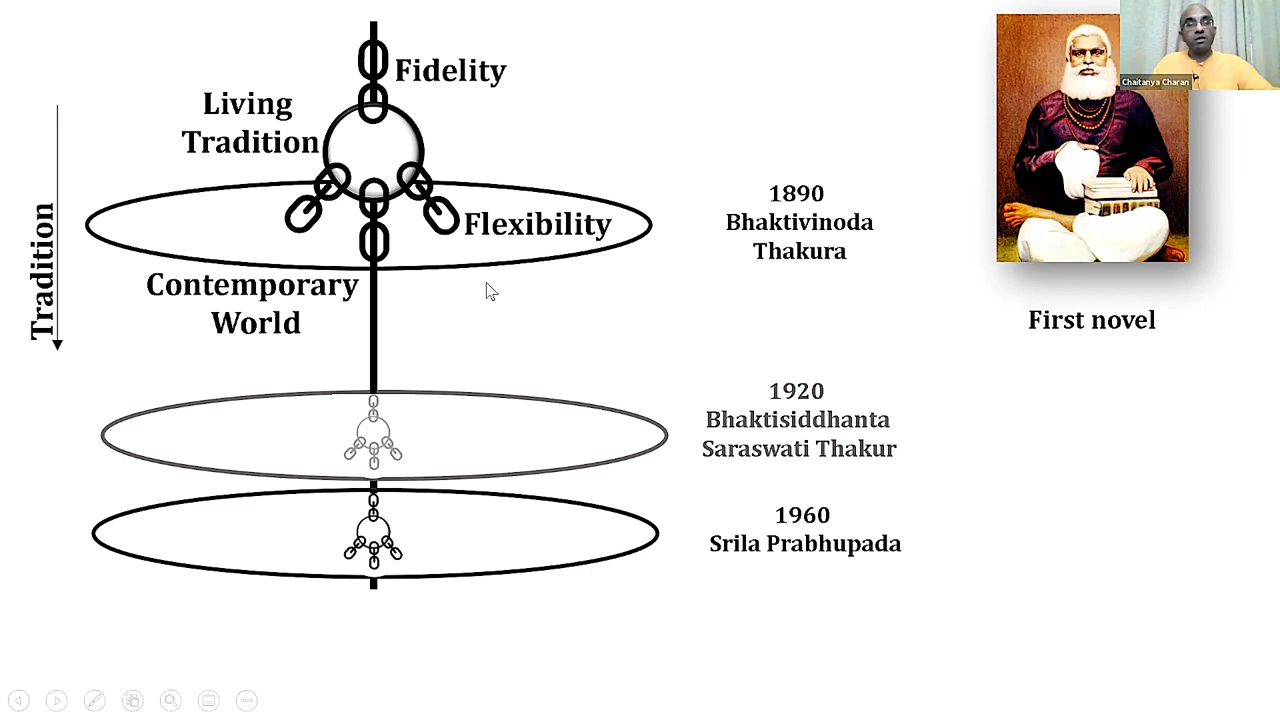 Fidelity
Living
Tradition
Flexibility
Contemporary
World
Tradition
1890
Bhaktivinoda
Thakura
1920
Bhaktisiddhanta
Saraswati Thakur
1960
Srila Prabhupada
Chaitanya Charan
First novel